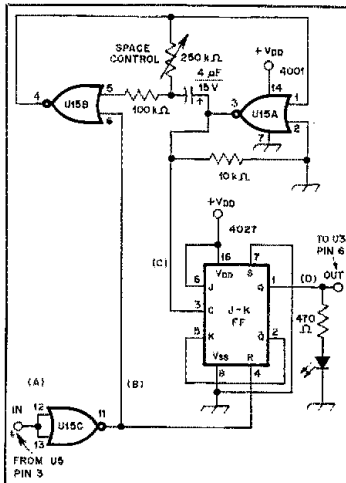 SPACE
CONTROL
250 kΩ
4 µF
15 V
+
+VDD
4001
14
4
U15B
5
6
100 kΩ
3
U15A
1
2
7
10 kΩ
+VDD
(C)
4027
TO U3
PIN 6
OUT
(D)
16
7
VDD
S
6
J
Q
1
3
C
J-K
FF
5
K
Q̅
2
470
Ω
VSS
R
8
4
(A)
(B)
IN
12
13
U15C
11
FROM U5
PIN 3